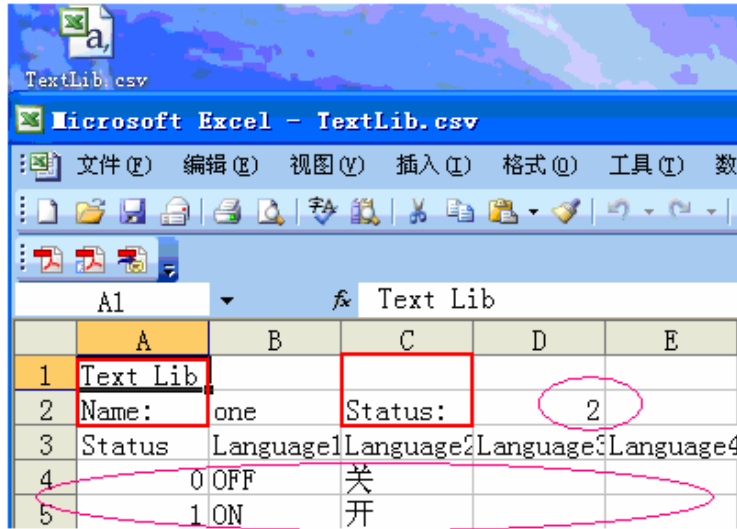 a,
TextLib.csv
Microsoft Excel - TextLib.csv
文件(F) 编辑(E) 视图(V) 插入(I) 格式(O) 工具(T) 数
A1 fx Text Lib
A B C D E
1 Text Lib
2 Name: one Status: 2
3 Status Language1 Language2 Language3 Language4
4 0 OFF 关
5 1 ON 开